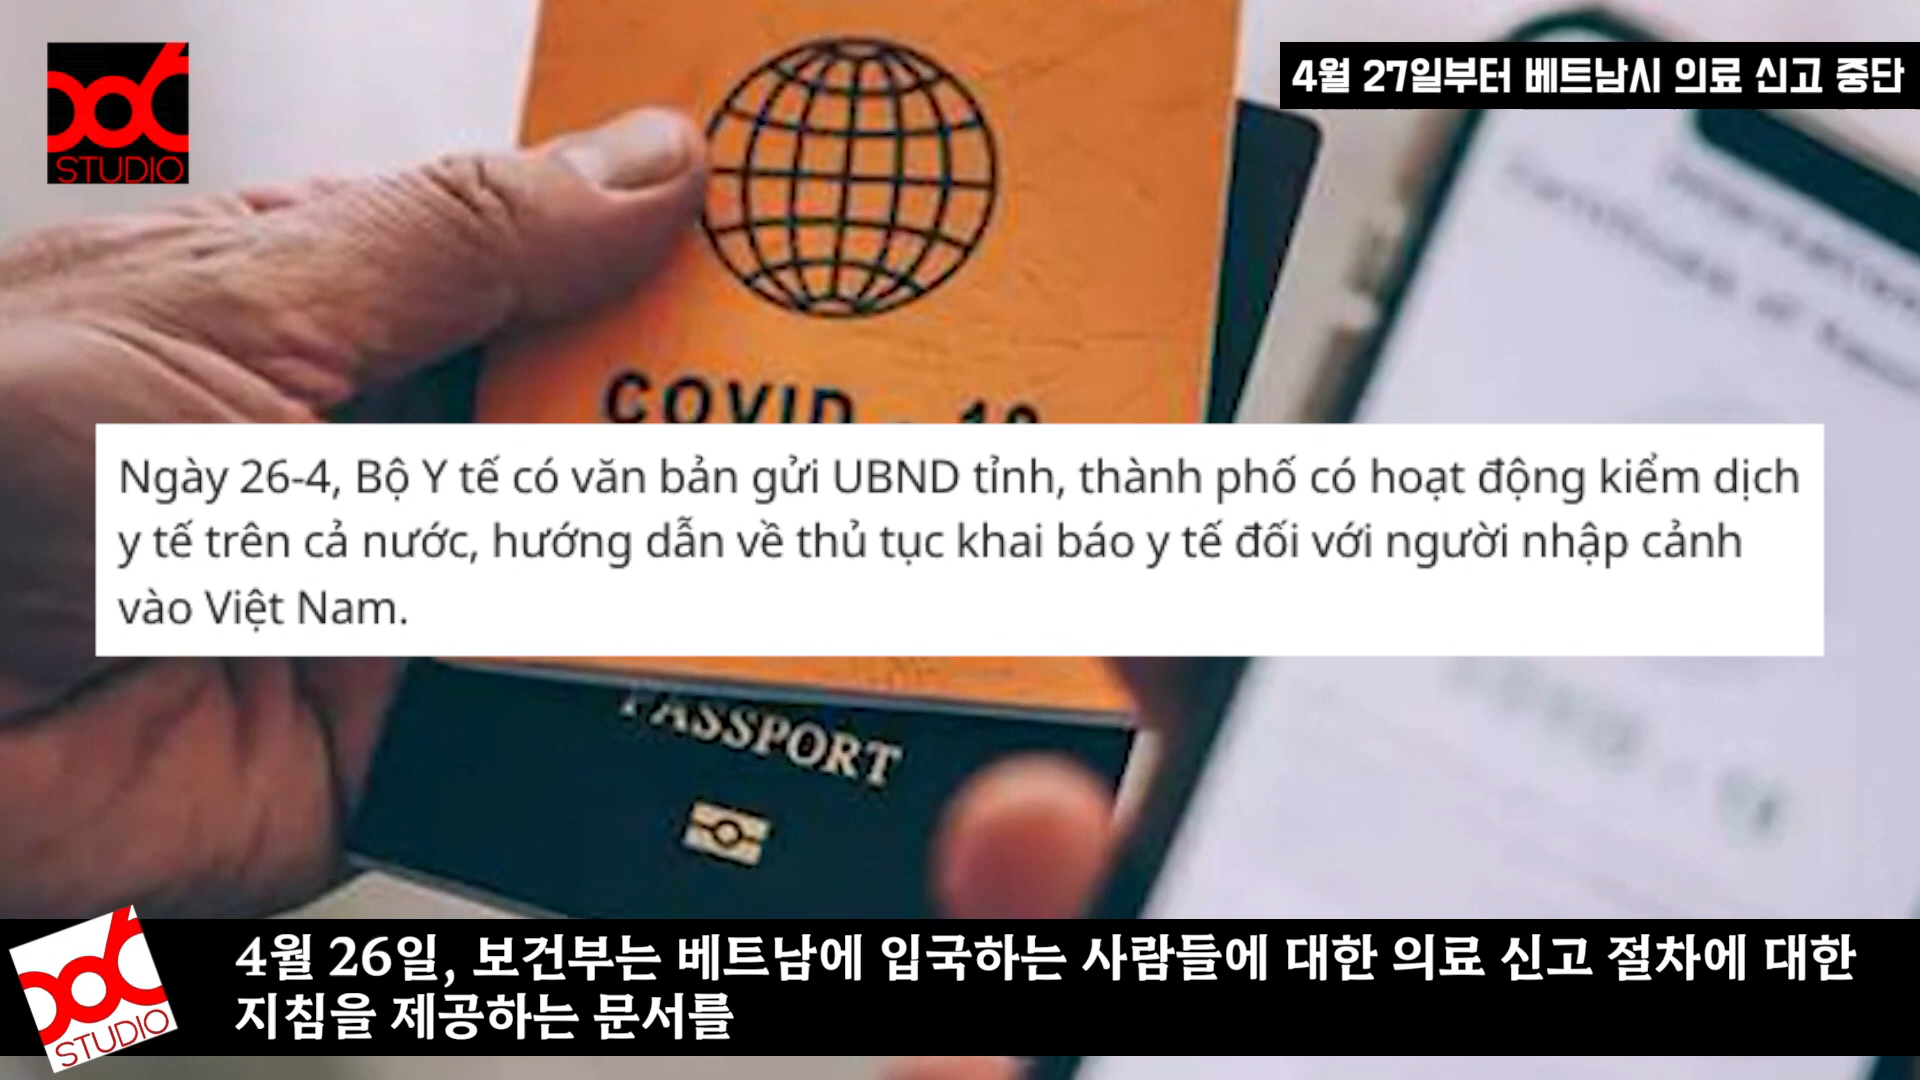 STUDIO
4월 27일부터 베트남시 의료 신고 중단
COVID - 19
Ngày 26-4, Bộ Y tế có văn bản gửi UBND tỉnh, thành phố có hoạt động kiểm dịch
y tế trên cả nước, hướng dẫn về thủ tục khai báo y tế đối với người nhập cảnh
vào Việt Nam.
PASSPORT
4월 26일, 보건부는 베트남에 입국하는 사람들에 대한 의료 신고 절차에 대한
지침을 제공하는 문서를
STUDIO